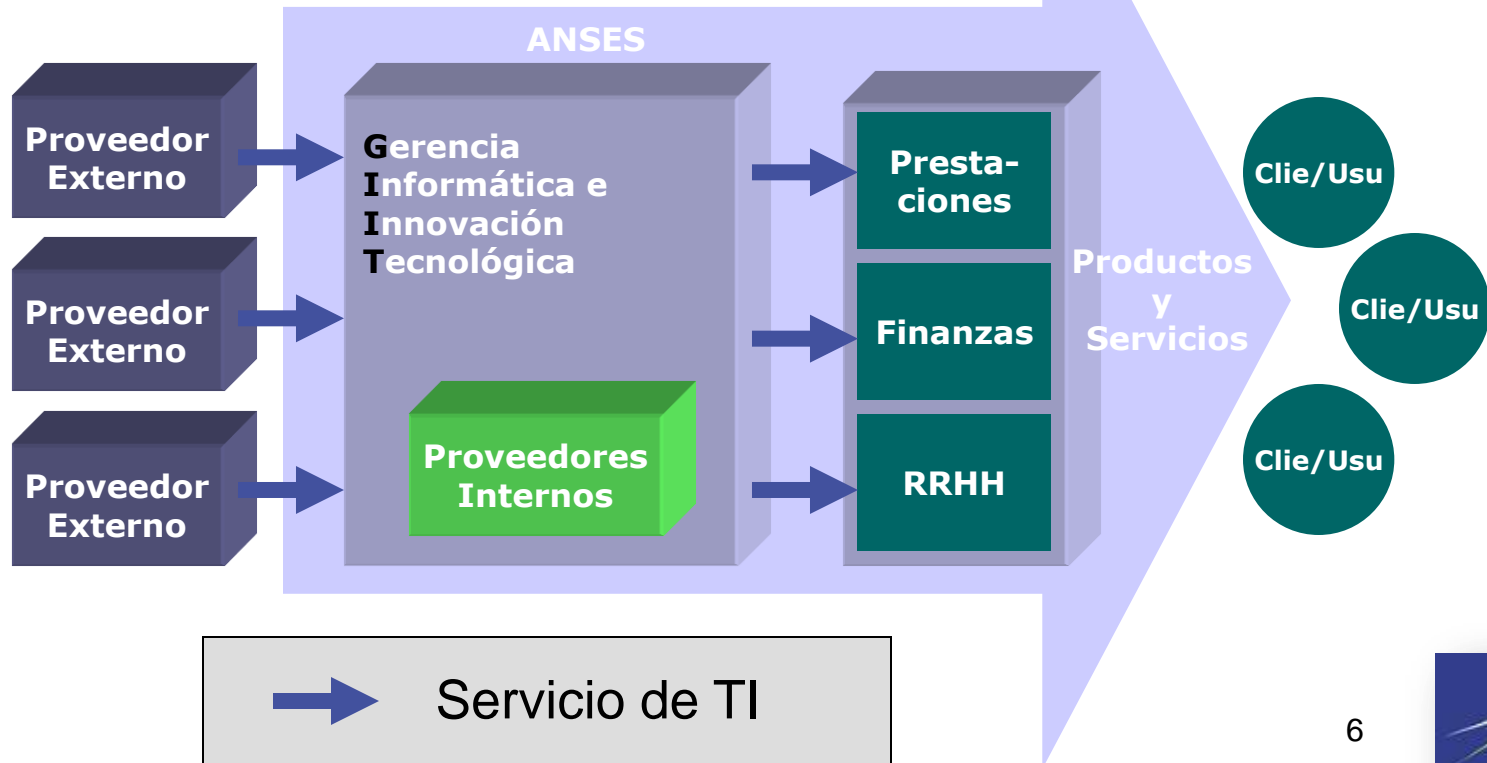 ANSES
Proveedor
Externo
Proveedor
Externo
Proveedor
Externo
Gerencia
Informática e
Innovación
Tecnológica
Proveedores
Internos
Presta-
ciones
Finanzas
RRHH
Productos
y
Servicios
Clie/Usu
Clie/Usu
Clie/Usu
Servicio de TI
6